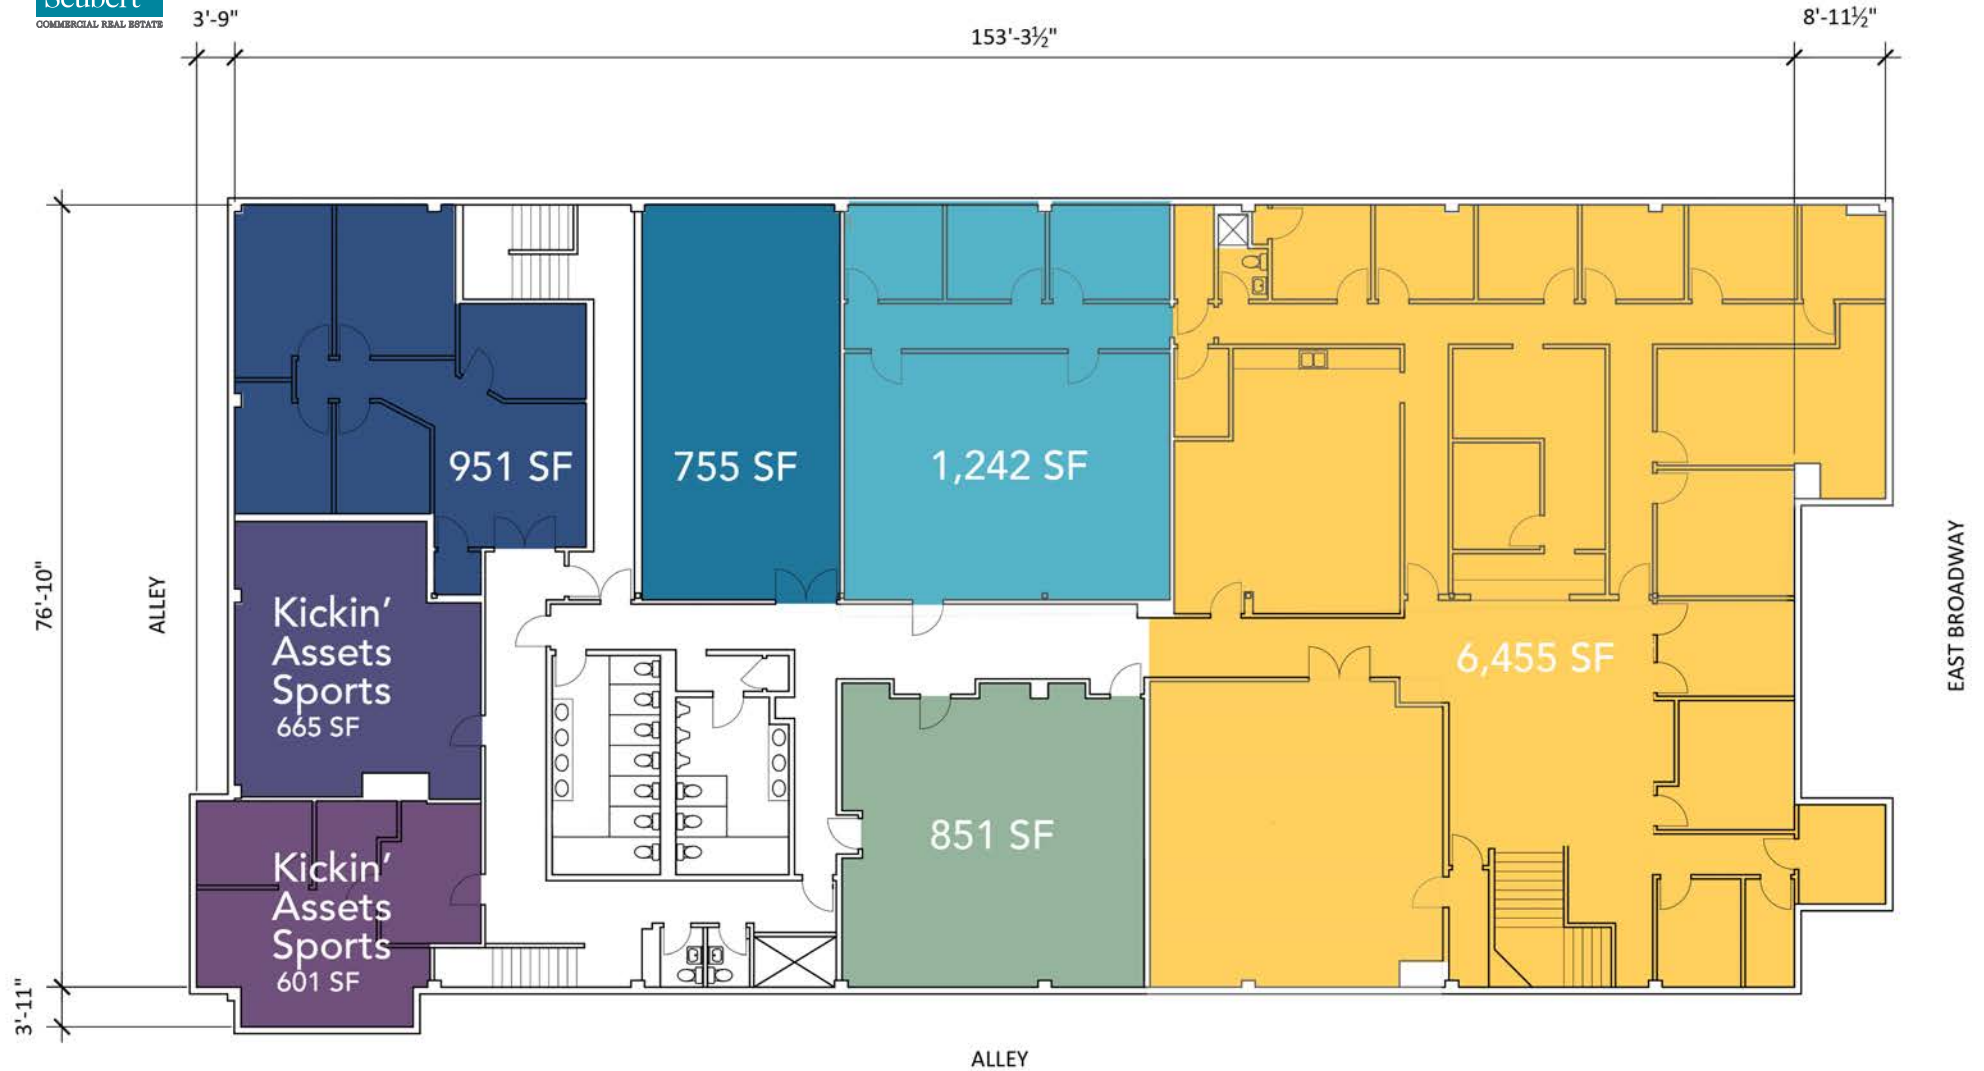 Seubert
COMMERCIAL REAL ESTATE
3'-9"
153'-3½"
8'-11½"
76'-10"
3'-11"
ALLEY
EAST BROADWAY
ALLEY
951 SF
755 SF
1,242 SF
Kickin'
Assets
Sports
665 SF
6,455 SF
851 SF
Kickin'
Assets
Sports
601 SF